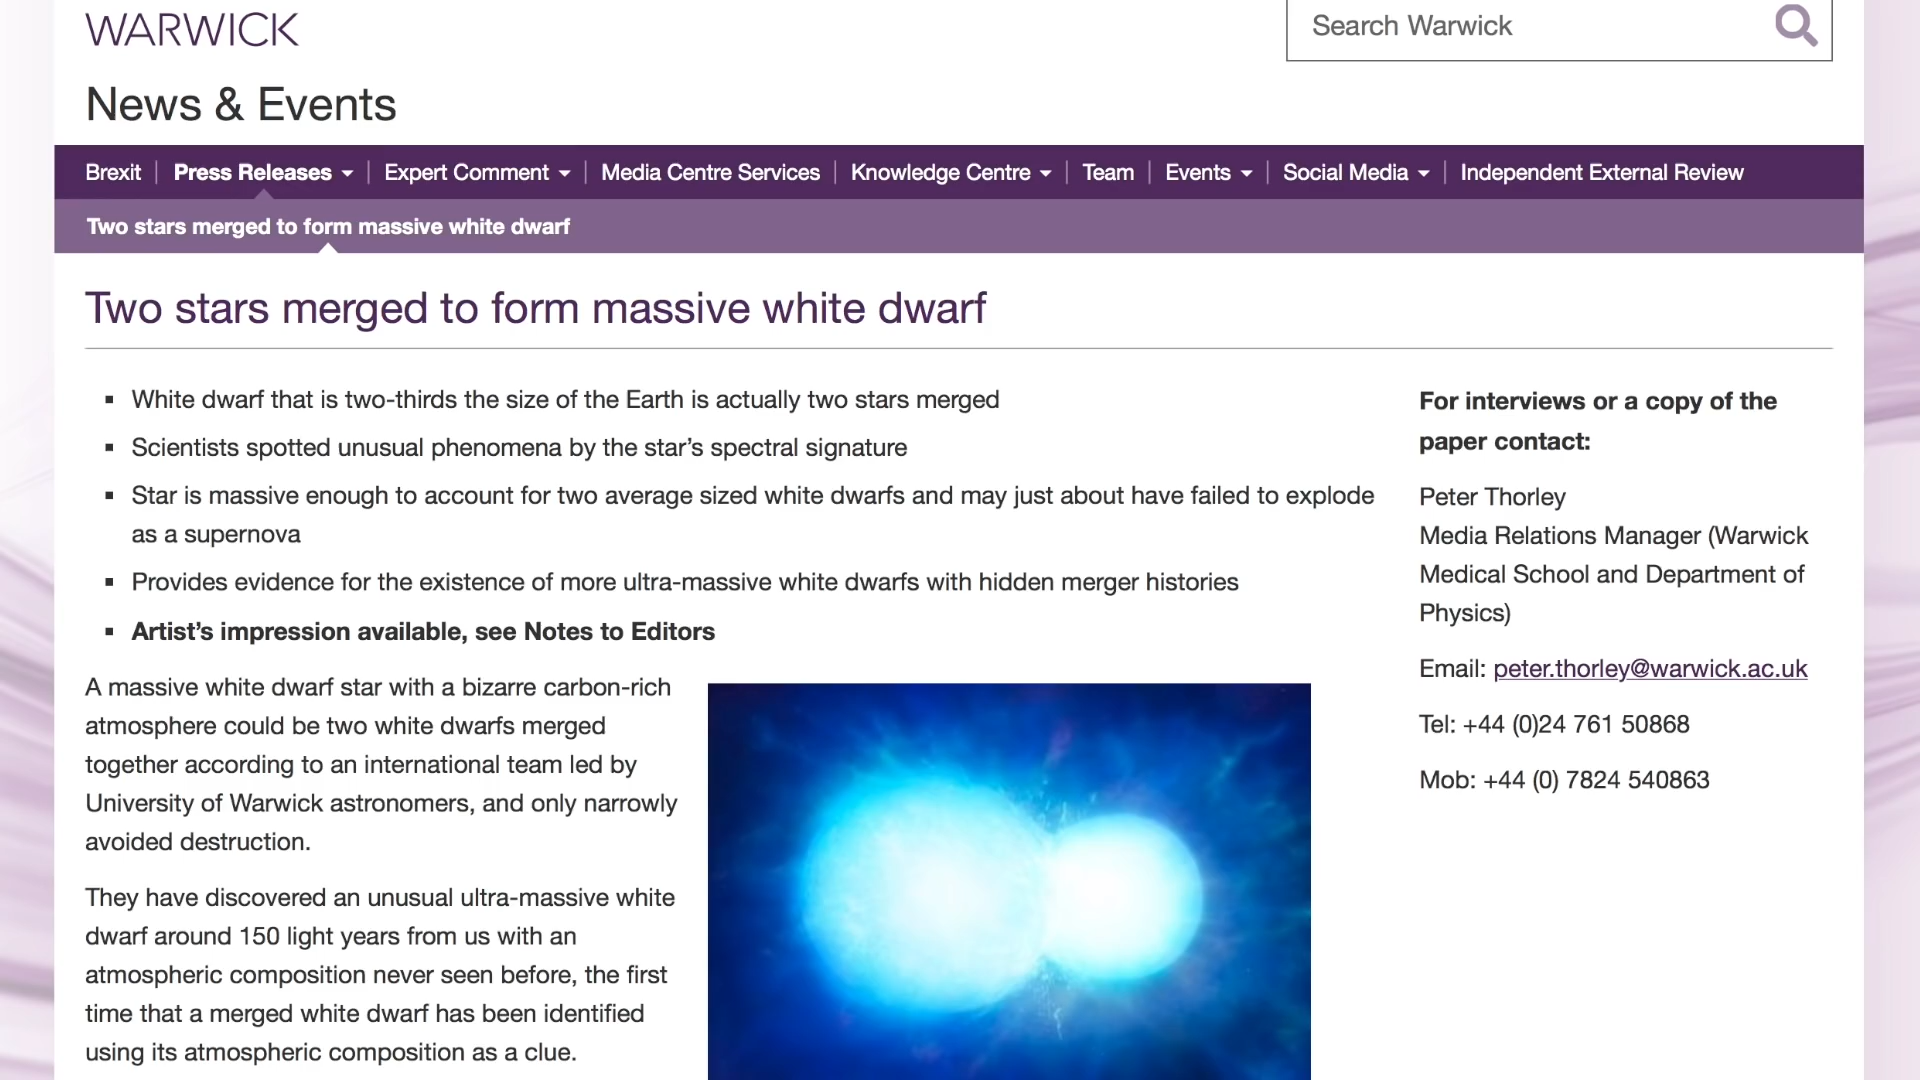 WARWICK
Search Warwick
News & Events
Brexit
Press Releases
Expert Comment
Media Centre Services
Knowledge Centre
Team
Events
Social Media
Independent External Review
Two stars merged to form massive white dwarf
Two stars merged to form massive white dwarf
White dwarf that is two-thirds the size of the Earth is actually two stars merged
Scientists spotted unusual phenomena by the star’s spectral signature
Star is massive enough to account for two average sized white dwarfs and may just about have failed to explode
as a supernova
Provides evidence for the existence of more ultra-massive white dwarfs with hidden merger histories
Artist’s impression available, see Notes to Editors
A massive white dwarf star with a bizarre carbon-rich
atmosphere could be two white dwarfs merged
together according to an international team led by
University of Warwick astronomers, and only narrowly
avoided destruction.
They have discovered an unusual ultra-massive white
dwarf around 150 light years from us with an
atmospheric composition never seen before, the first
time that a merged white dwarf has been identified
using its atmospheric composition as a clue.
For interviews or a copy of the
paper contact:
Peter Thorley
Media Relations Manager (Warwick
Medical School and Department of
Physics)
Email: peter.thorley@warwick.ac.uk
Tel: +44 (0)24 761 50868
Mob: +44 (0) 7824 540863